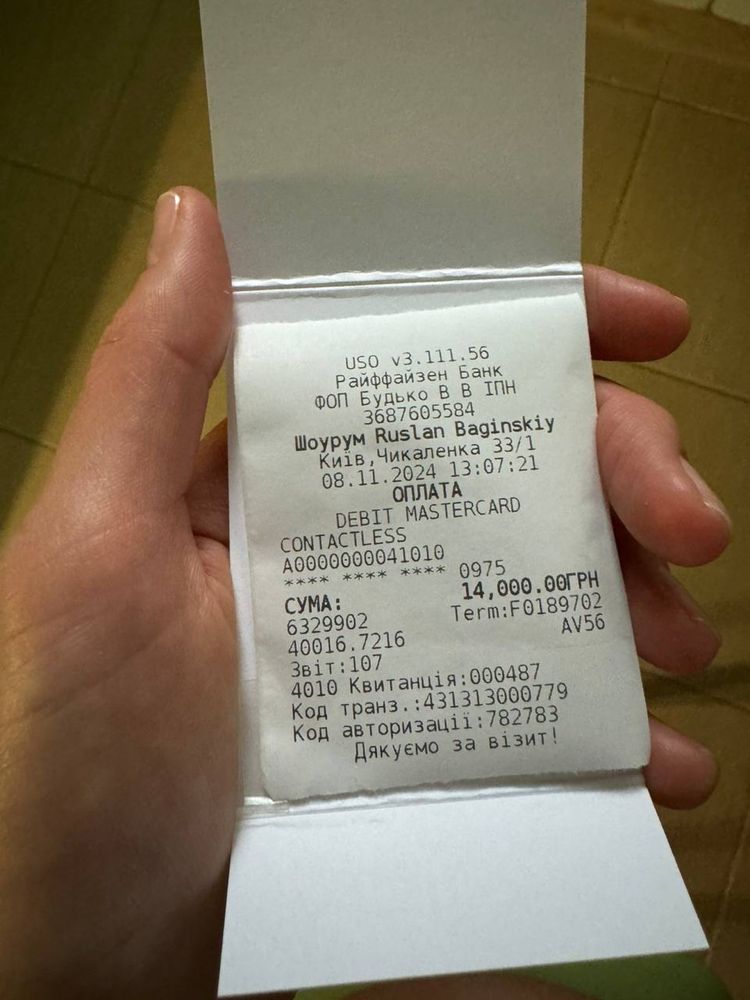 USO v3.111.56
Райффайзен Банк
ФОП Будько В В ІПН
3687605584
Шоурум Ruslan Baginskiy
Київ,Чикаленка 33/1
08.11.2024 13:07:21
ОПЛАТА
DEBIT MASTERCARD
CONTACTLESS
A0000000041010
**** **** **** 0975
СУМА: 14,000.00ГРН
6329902 Term:F0189702
40016.7216 AV56
Звіт:107
4010 Квитанція:000487
Код транз.:431313000779
Код авторизації:782783
Дякуємо за візит!